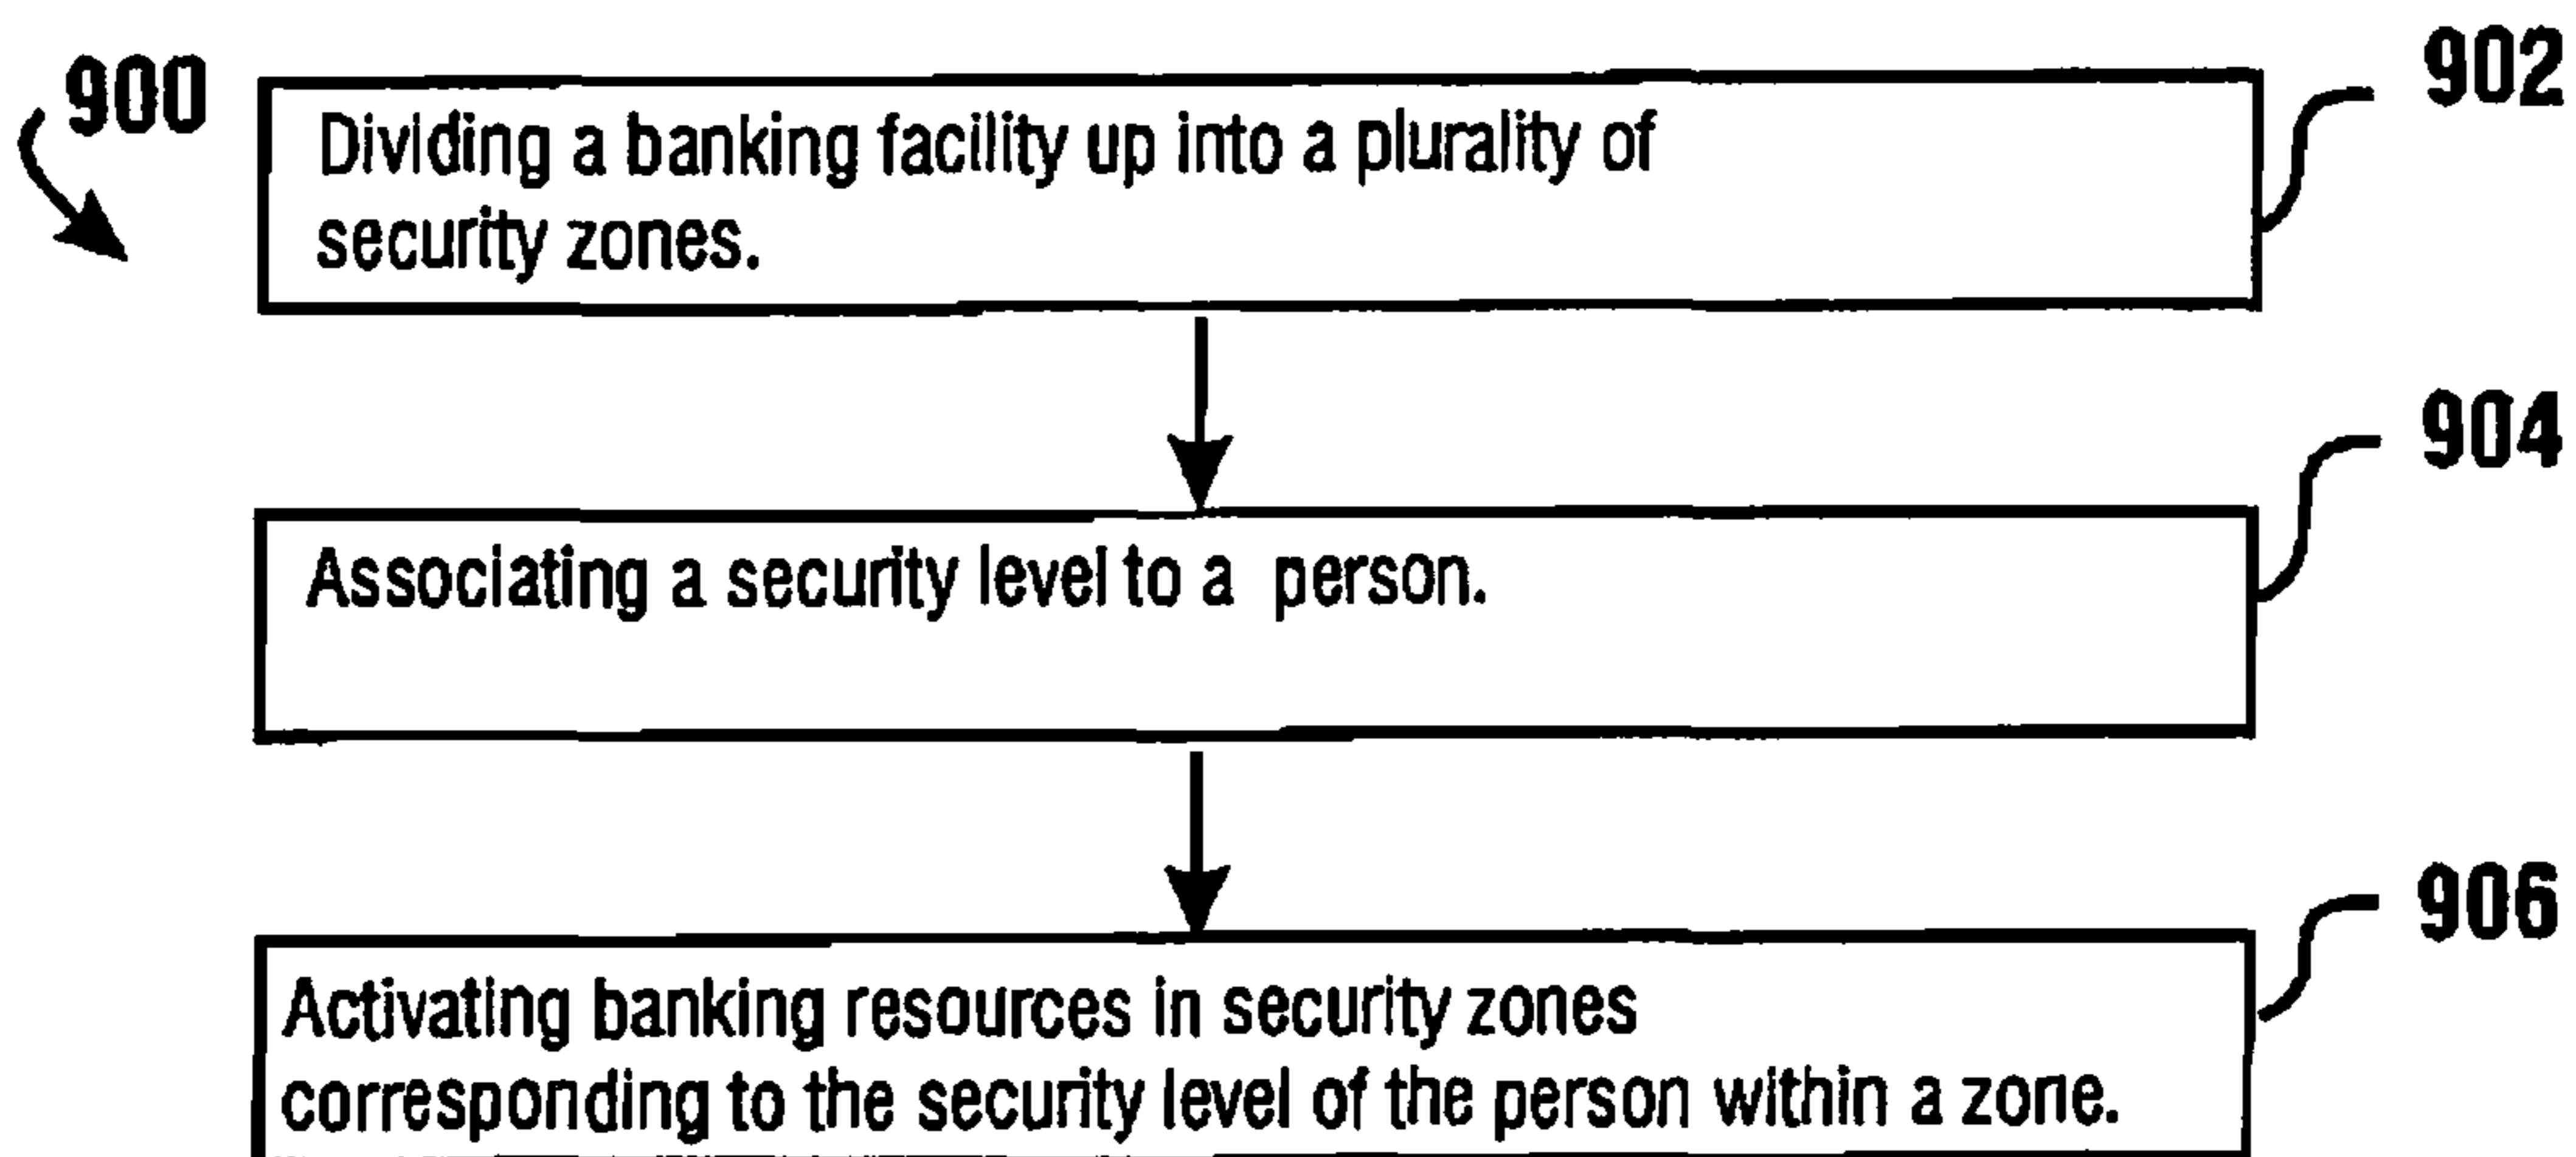 900
902
Dividing a banking facility up into a plurality of
security zones.
904
Associating a security level to a person.
906
Activating banking resources in security zones
corresponding to the security level of the person within a zone.